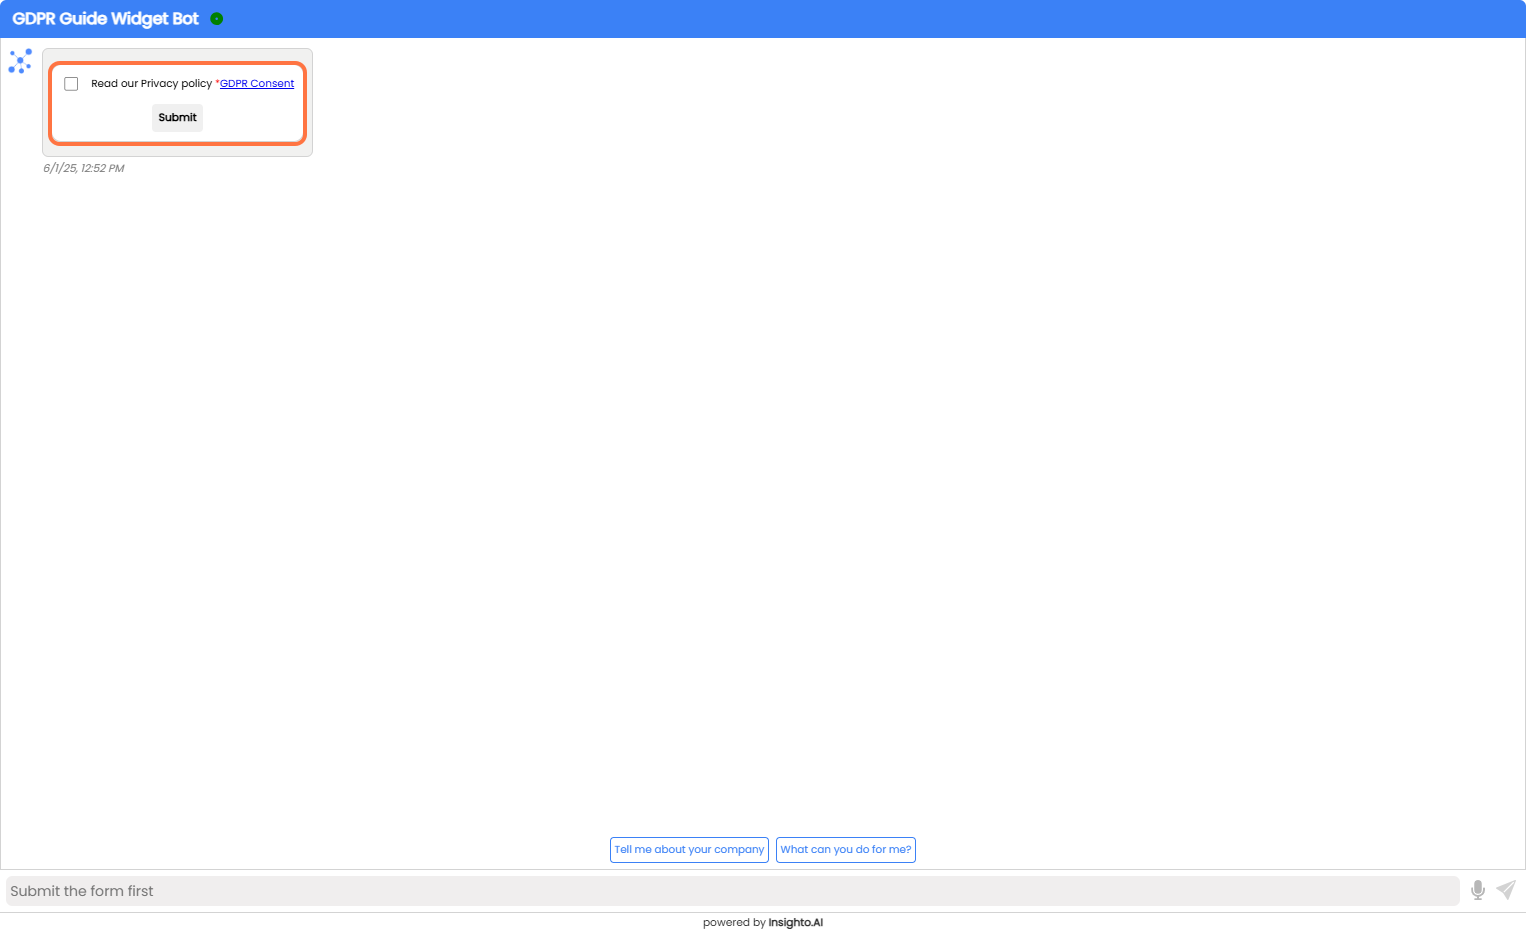 GDPR Guide Widget Bot
Read our Privacy policy *GDPR Consent
Submit
6/1/25, 12:52 PM
Tell me about your company
What can you do for me?
Submit the form first
powered by Insighto.AI